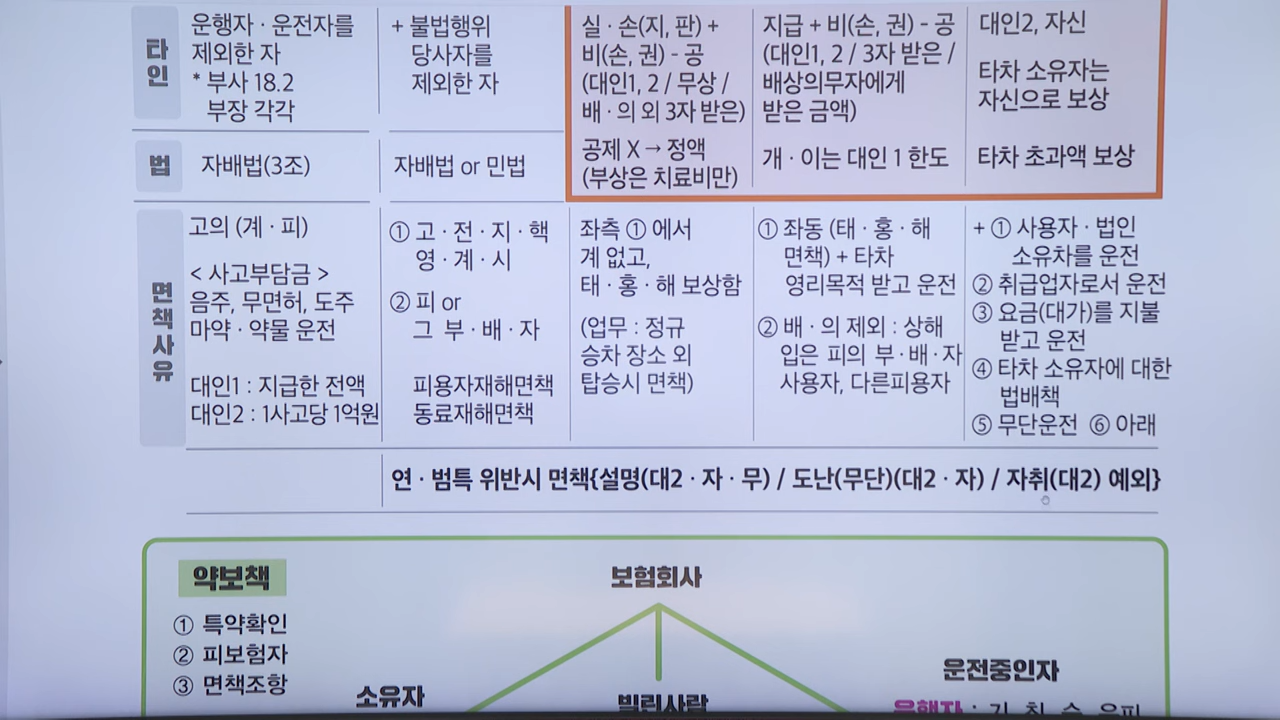 타인
운행자 · 운전자를
제외한 자
* 부사 18.2
부장 각각
+ 불법행위
당사자를
제외한 자
실 · 손(지, 판) +
비(손, 권) - 공
(대인1, 2 / 무상 /
배 · 의 외 3자 받은)
공제 X → 정액
(부상은 치료비만)
지급 + 비(손, 권) - 공
(대인1, 2 / 3자 받은 /
배상의무자에게
받은 금액)
개 · 이는 대인 1 한도
대인2, 자신
타차 소유자는
자신으로 보상
타차 초과액 보상
법
자배법(3조)
자배법 or 민법
면책사유
고의 (계 · 피)
< 사고부담금 >
음주, 무면허, 도주
마약 · 약물 운전
대인1 : 지급한 전액
대인2 : 1사고당 1억원
① 고 · 전 · 지 · 핵
영 · 계 · 시
② 피 or
그 부 · 배 · 자
피용자재해면책
동료재해면책
좌측 ① 에서
계 없고,
태 · 홍 · 해 보상함
(업무 : 정규
승차 장소 외
탑승시 면책)
① 좌동 (태 · 홍 · 해
면책) + 타차
영리목적 받고 운전
② 배 · 의 제외 : 상해
입은 피의 부 · 배 · 자
사용자, 다른피용자
+ ① 사용자 · 법인
소유차를 운전
② 취급업자로서 운전
③ 요금(대가)를 지불
받고 운전
④ 타차 소유자에 대한
법배책
⑤ 무단운전 ⑥ 아래
연 · 범특 위반시 면책{설명(대2 · 자 · 무) / 도난(무단)(대2 · 자) / 자취(대2) 예외}
약보책
① 특약확인
② 피보험자
③ 면책조항
보험회사
소유자
빌린사람
운전중인자
운행자 : 기 친 승 유피